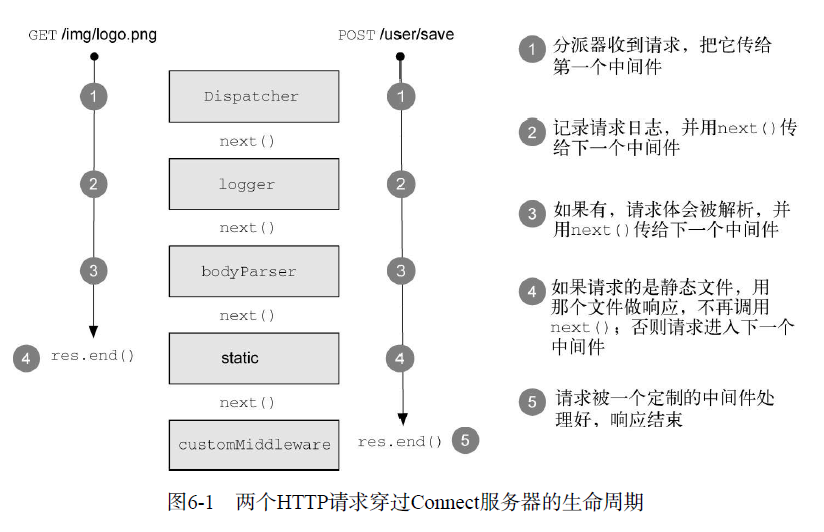 GET /img/logo.png
POST /user/save
1
Dispatcher
1
next()
2
logger
2
next()
3
bodyParser
3
next()
4
res.end()
static
4
next()
customMiddleware
res.end()
5
1
分派器收到请求，把它传给
第一个中间件
2
记录请求日志，并用next()传
给下一个中间件
3
如果有，请求体会被解析，并
用next()传给下一个中间件
4
如果请求的是静态文件，用
那个文件做响应，不再调用
next()；否则请求进入下一个
中间件
5
请求被一个定制的中间件处
理好，响应结束
图6-1 两个HTTP请求穿过Connect服务器的生命周期